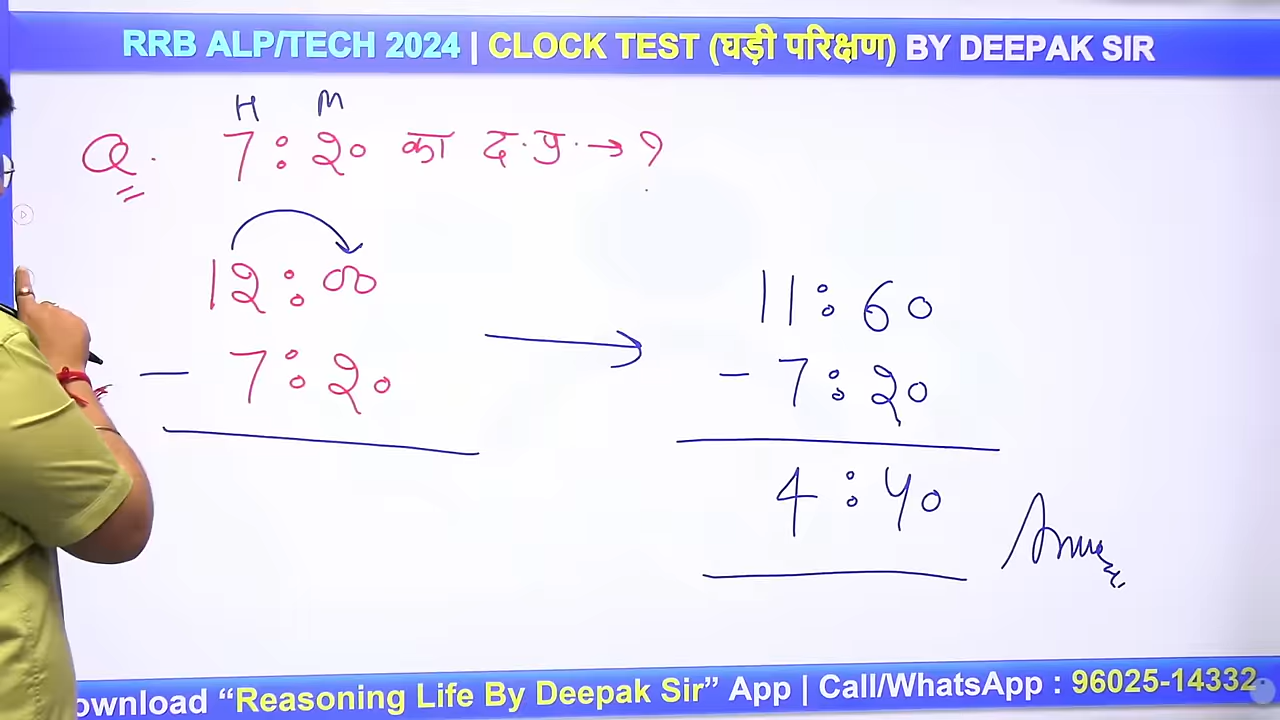 RRB ALP/TECH 2024 | CLOCK TEST (घड़ी परिक्षण) BY DEEPAK SIR
H M
Q. 7:20 का द.प्र. → ?
12:00
- 7:20
11:60
- 7:20
4:40
ownload “Reasoning Life By Deepak Sir” App | Call/WhatsApp : 96025-14332